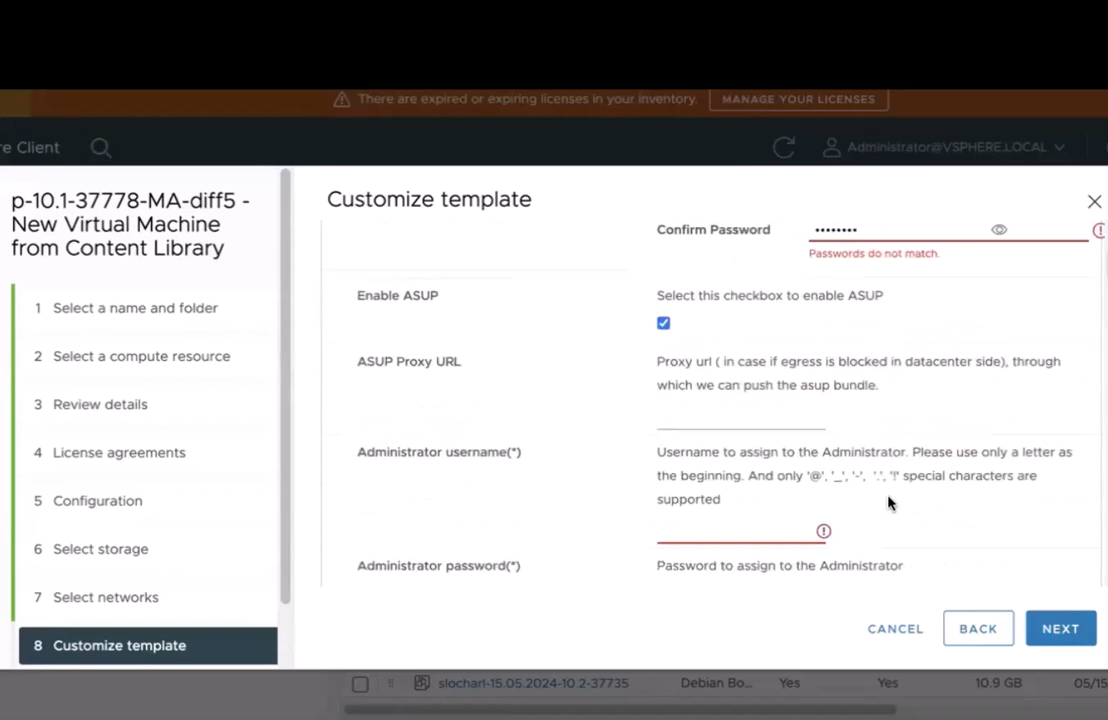 There are expired or expiring licenses in your inventory.
MANAGE YOUR LICENSES
re Client
Administrator@VSPHERE.LOCAL
p-10.1-37778-MA-diff5 -
New Virtual Machine
from Content Library
1 Select a name and folder
2 Select a compute resource
3 Review details
4 License agreements
5 Configuration
6 Select storage
7 Select networks
8 Customize template
Customize template
Confirm Password
••••••••
Passwords do not match.
Enable ASUP
Select this checkbox to enable ASUP
ASUP Proxy URL
Proxy url ( in case if egress is blocked in datacenter side), through
which we can push the asup bundle.
Administrator username(*)
Username to assign to the Administrator. Please use only a letter as
the beginning. And only '@', '_', '-', '.', '!' special characters are
supported
Administrator password(*)
Password to assign to the Administrator
CANCEL
BACK
NEXT
slocharl-15.05.2024-10.2-37735
Debian Bo...
Yes
Yes
10.9 GB
05/15